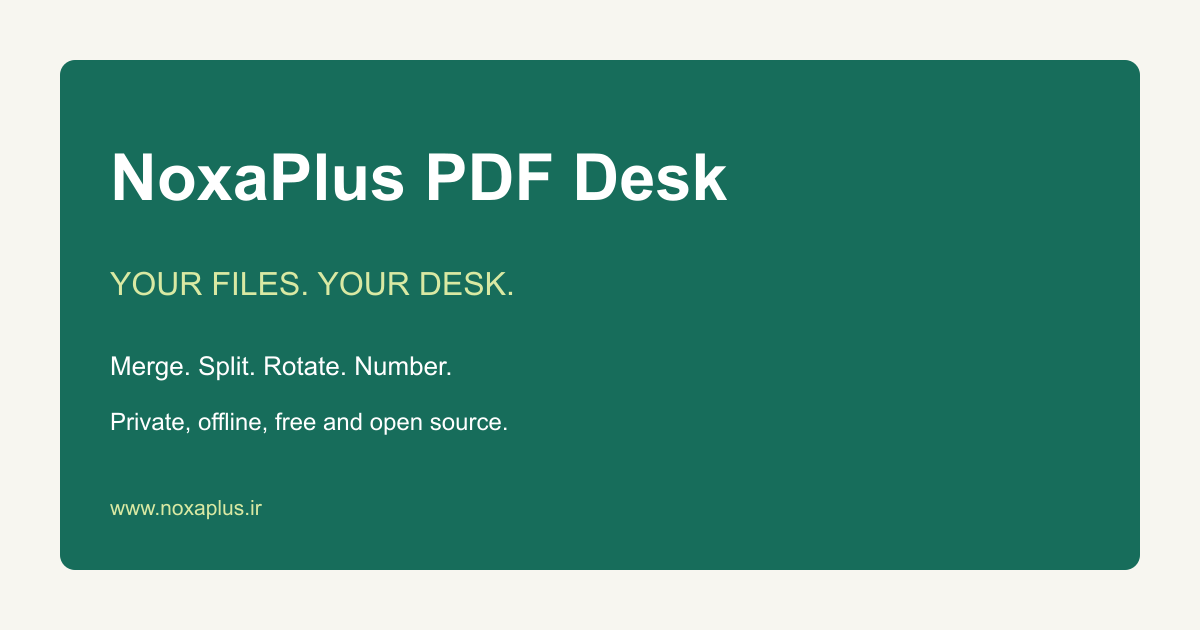 NoxaPlus PDF Desk
YOUR FILES. YOUR DESK.
Merge. Split. Rotate. Number.
Private, offline, free and open source.
www.noxaplus.ir